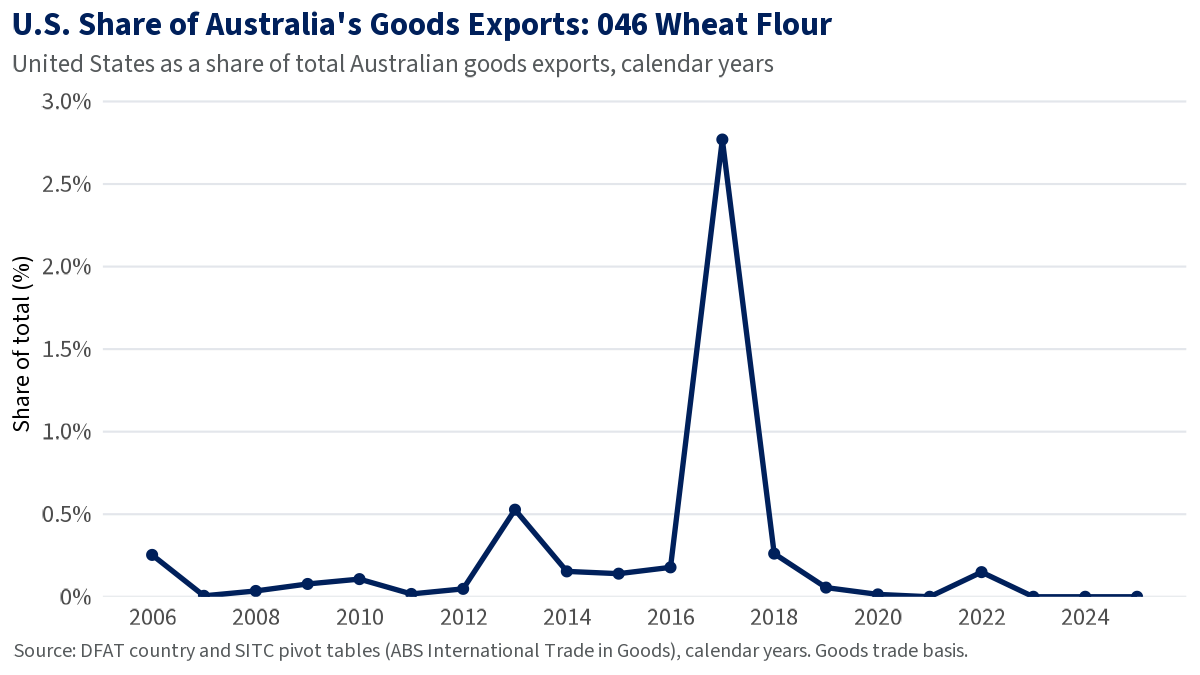 U.S. Share of Australia's Goods Exports: 046 Wheat Flour
United States as a share of total Australian goods exports, calendar years
3.0%
2.5%
2.0%
1.5%
1.0%
0.5%
0%
Share of total (%)
2006 2008 2010 2012 2014 2016 2018 2020 2022 2024
Source: DFAT country and SITC pivot tables (ABS International Trade in Goods), calendar years. Goods trade basis.